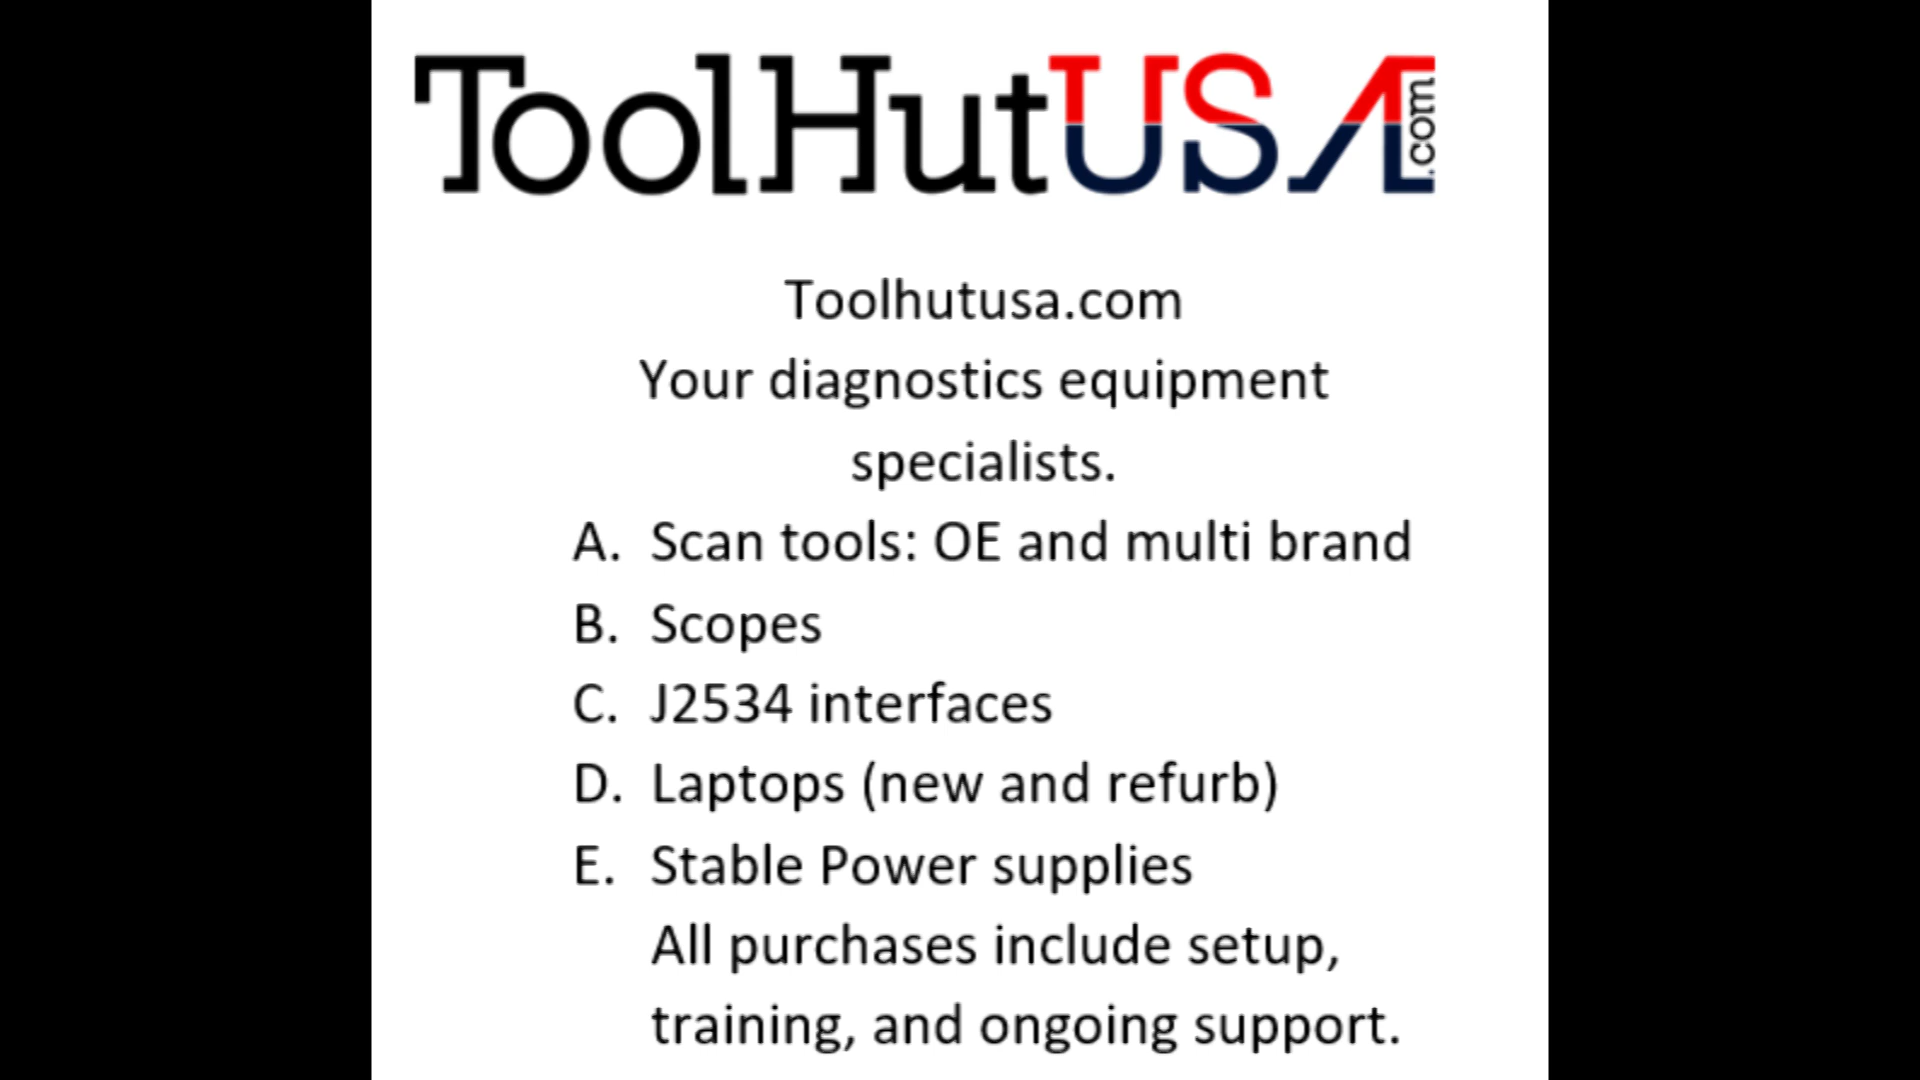 ToolHutUSA.com
Toolhutusa.com
Your diagnostics equipment
specialists.
A. Scan tools: OE and multi brand
B. Scopes
C. J2534 interfaces
D. Laptops (new and refurb)
E. Stable Power supplies
All purchases include setup,
training, and ongoing support.